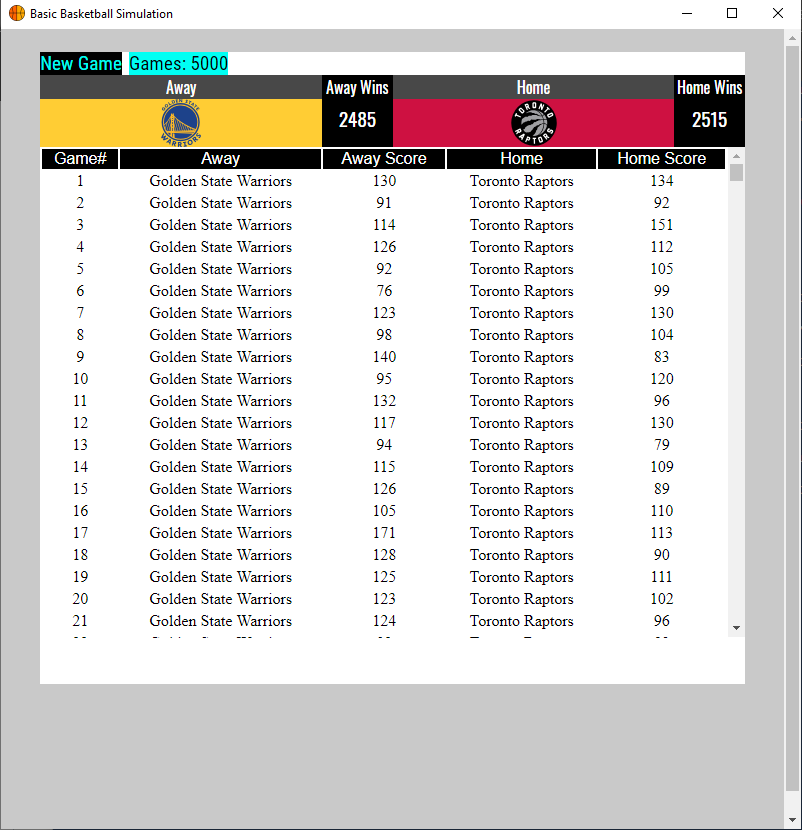 Basic Basketball Simulation
New Game Games: 5000
Away Away Wins Home Home Wins
GOLDEN STATE WARRIORS 2485 TORONTO RAPTORS 2515
Game# Away Away Score Home Home Score
1 Golden State Warriors 130 Toronto Raptors 134
2 Golden State Warriors 91 Toronto Raptors 92
3 Golden State Warriors 114 Toronto Raptors 151
4 Golden State Warriors 126 Toronto Raptors 112
5 Golden State Warriors 92 Toronto Raptors 105
6 Golden State Warriors 76 Toronto Raptors 99
7 Golden State Warriors 123 Toronto Raptors 130
8 Golden State Warriors 98 Toronto Raptors 104
9 Golden State Warriors 140 Toronto Raptors 83
10 Golden State Warriors 95 Toronto Raptors 120
11 Golden State Warriors 132 Toronto Raptors 96
12 Golden State Warriors 117 Toronto Raptors 130
13 Golden State Warriors 94 Toronto Raptors 79
14 Golden State Warriors 115 Toronto Raptors 109
15 Golden State Warriors 126 Toronto Raptors 89
16 Golden State Warriors 105 Toronto Raptors 110
17 Golden State Warriors 171 Toronto Raptors 113
18 Golden State Warriors 128 Toronto Raptors 90
19 Golden State Warriors 125 Toronto Raptors 111
20 Golden State Warriors 123 Toronto Raptors 102
21 Golden State Warriors 124 Toronto Raptors 96